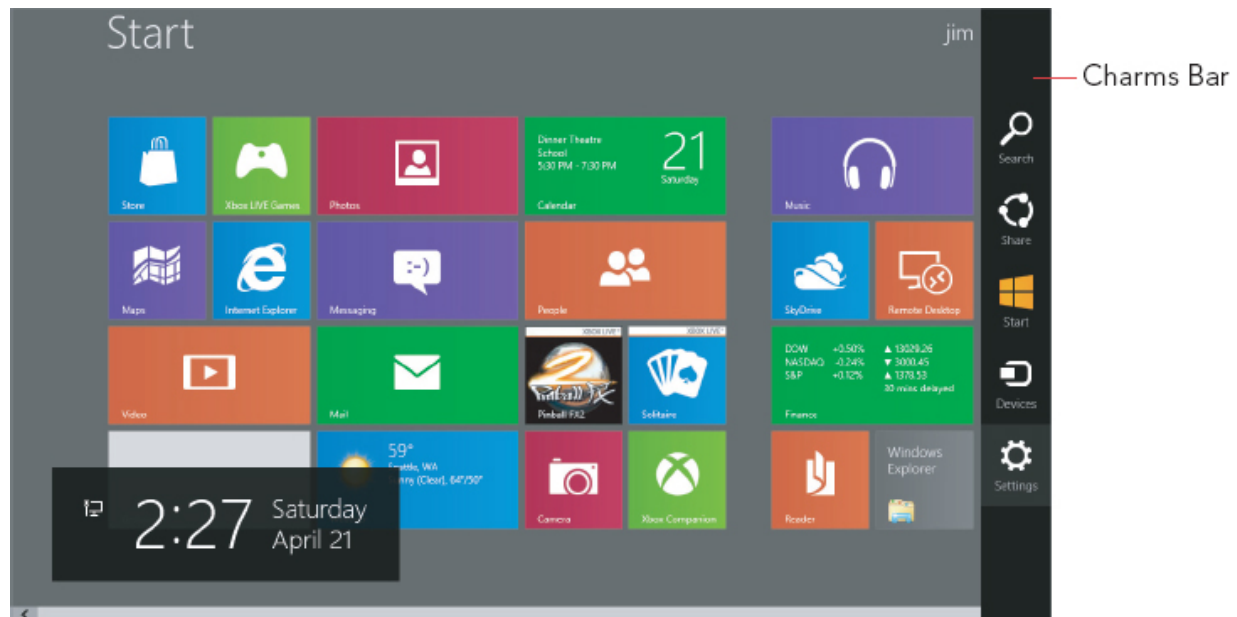 Start
jim
Charms Bar
Store
Xbox LIVE Games
Photos
Dinner Theatre
School
5:30 PM - 7:30 PM
21
Saturday
Calendar
Music
Search
Share
Maps
Internet Explorer
Messaging
:-)
People
SkyDrive
Remote Desktop
Start
Video
Mail
XBOX LIVE
Pinball FX2
XBOX LIVE
Solitaire
DOW +0.50% ▲ 13029.26
NASDAQ -0.24% ▼ 3000.45
S&P +0.12% ▲ 1378.53
30 mins delayed
Finance
Devices
59°
Seattle, WA
(Clear), 64°/50°
Camera
Xbox Companion
Reader
Windows
Explorer
Settings
2:27
Saturday
April 21